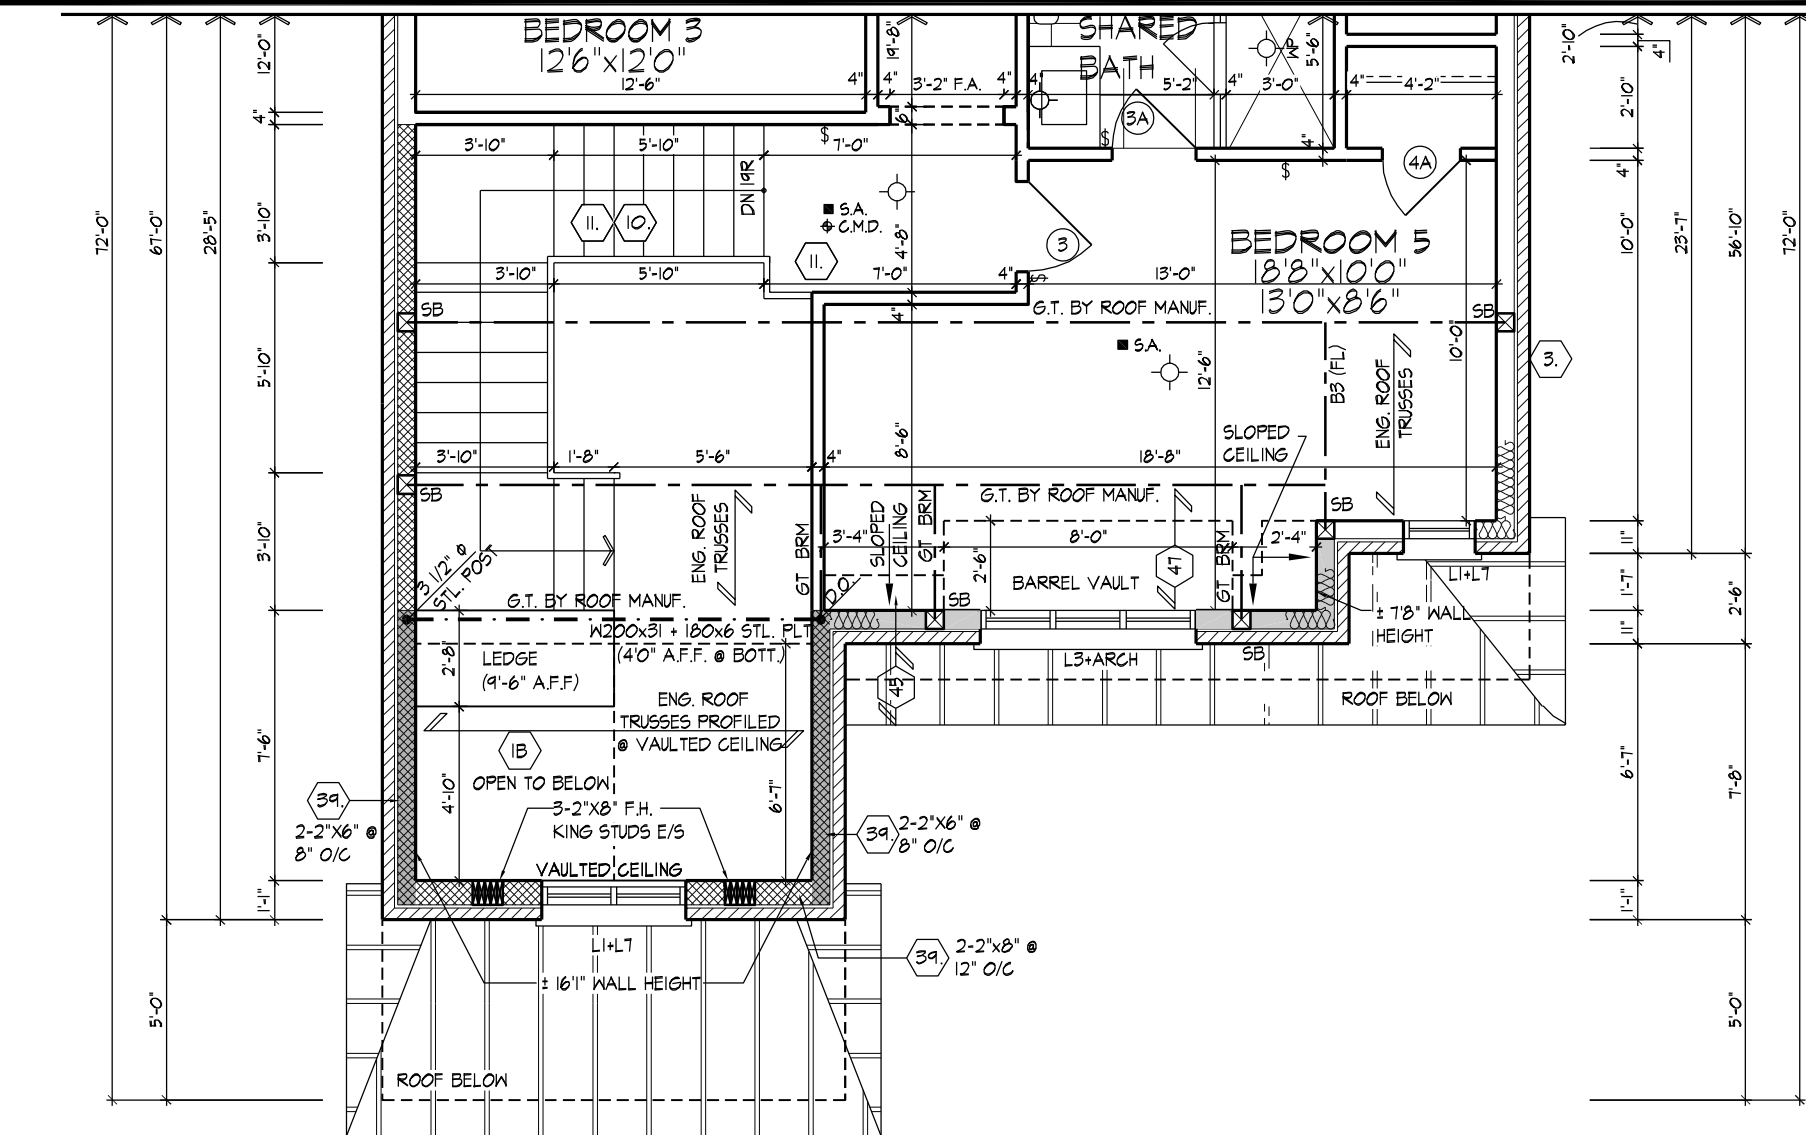 BEDROOM 3
12'6"x12'0"
12'-6"
4"
4"
3'-2" F.A.
4"
4"
19'-8"
6"
SHARED
BATH
5'-2"
4"
3'-0"
WP
5'-6"
4"
4'-2"
3A
4A
4"
$
$
$
$
12'-0"
4"
3'-10"
5'-10"
3'-10"
7'-6"
1'-1"
72'-0"
67'-0"
28'-5"
5'-0"
3'-10"
5'-10"
7'-0"
DN 19R
11.
10.
S.A.
C.M.D.
4'-8"
11.
3
3'-10"
5'-10"
7'-0"
4"
13'-0"
4"
BEDROOM 5
18'8"x10'0"
13'0"x8'6"
G.T. BY ROOF MANUF.
SB
SB
S.A.
12'-6"
B3 (FL)
ENG. ROOF
TRUSSES
10'-0"
3.
8'-6"
SLOPED
CEILING
3'-10"
1'-8"
5'-6"
4"
18'-8"
SB
G.T. BY ROOF MANUF.
SB
ENG. ROOF
TRUSSES
GT BRM
3'-4"
SLOPED
CEILING
GT BRM
8'-0"
2'-6"
BARREL VAULT
47
GT BRM
2'-4"
3 1/2" φ
STL. POST
D.O.
G.T. BY ROOF MANUF.
SB
L1+L7
± 7'8" WALL
HEIGHT
W200x31 + 180x6 STL. PLT
(4'0" A.F.F. @ BOTT.)
LEDGE
(9'-6" A.F.F)
2'-8"
L3+ARCH
SB
45
ROOF BELOW
ENG. ROOF
TRUSSES PROFILED
@ VAULTED CEILING
1B
OPEN TO BELOW
4'-10"
6'-7"
3-2"X8" F.H.
KING STUDS E/S
VAULTED CEILING
39.
2-2"X6" @
8" O/C
39.
2-2"X6" @
8" O/C
39.
2-2"x8" @
12" O/C
L1+L7
± 16'1" WALL HEIGHT
ROOF BELOW
2'-10"
4"
2'-10"
4"
10'-0"
11"
1'-7"
11"
6'-7"
1'-1"
23'-7"
56'-10"
2'-6"
7'-8"
5'-0"
72'-0"